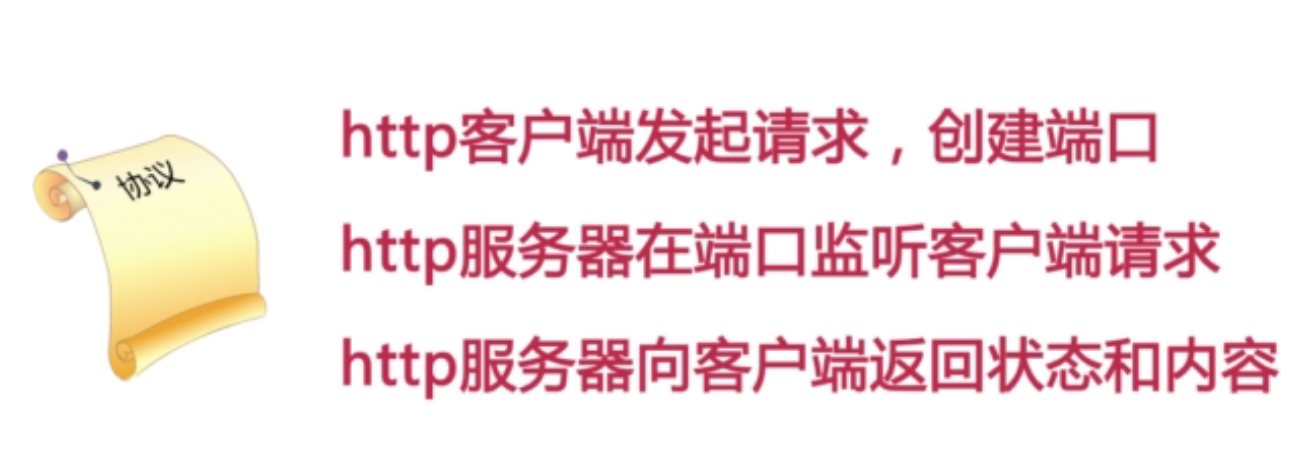 协议
http客户端发起请求，创建端口
http服务器在端口监听客户端请求
http服务器向客户端返回状态和内容